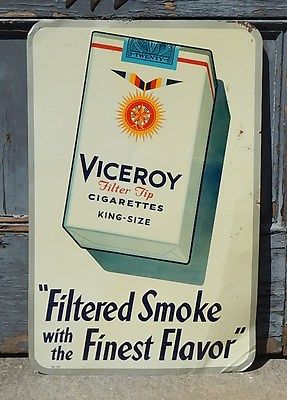 TWENTY
VICEROY
Filter Tip
CIGARETTES
KING-SIZE
"Filtered Smoke
with the Finest Flavor"